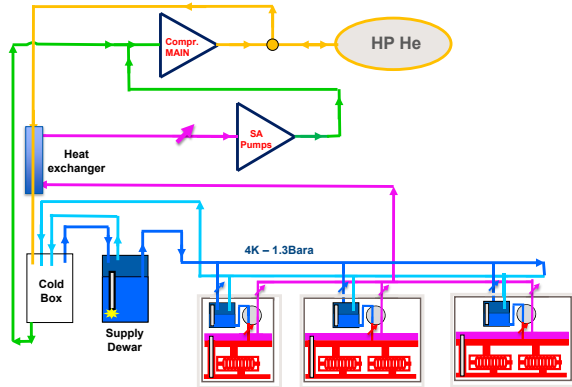 Compr.
MAIN
HP He
SA
Pumps
Heat
exchanger
4K – 1.3Bara
Cold
Box
Supply
Dewar